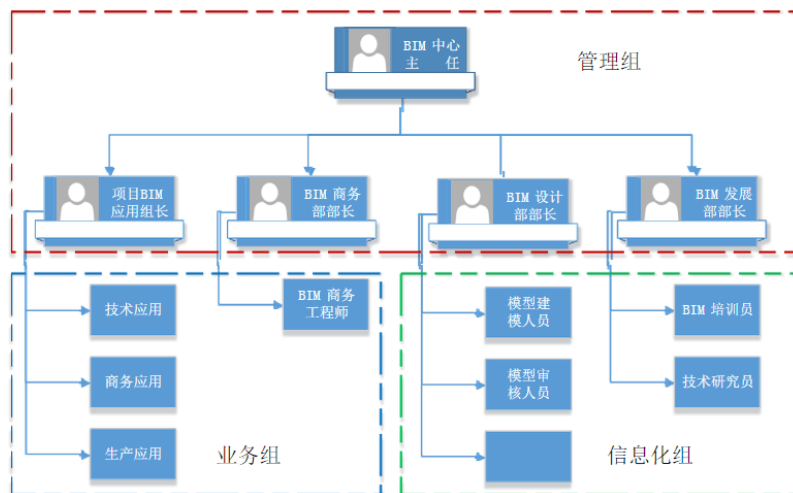 BIM 中心
主 任
管理组
项目BIM
应用组长
BIM 商务
部部长
BIM 设计
部部长
BIM 发展
部部长
技术应用
BIM 商务
工程师
模型建
模人员
BIM 培训员
商务应用
模型审
核人员
技术研究员
生产应用
业务组
信息化组